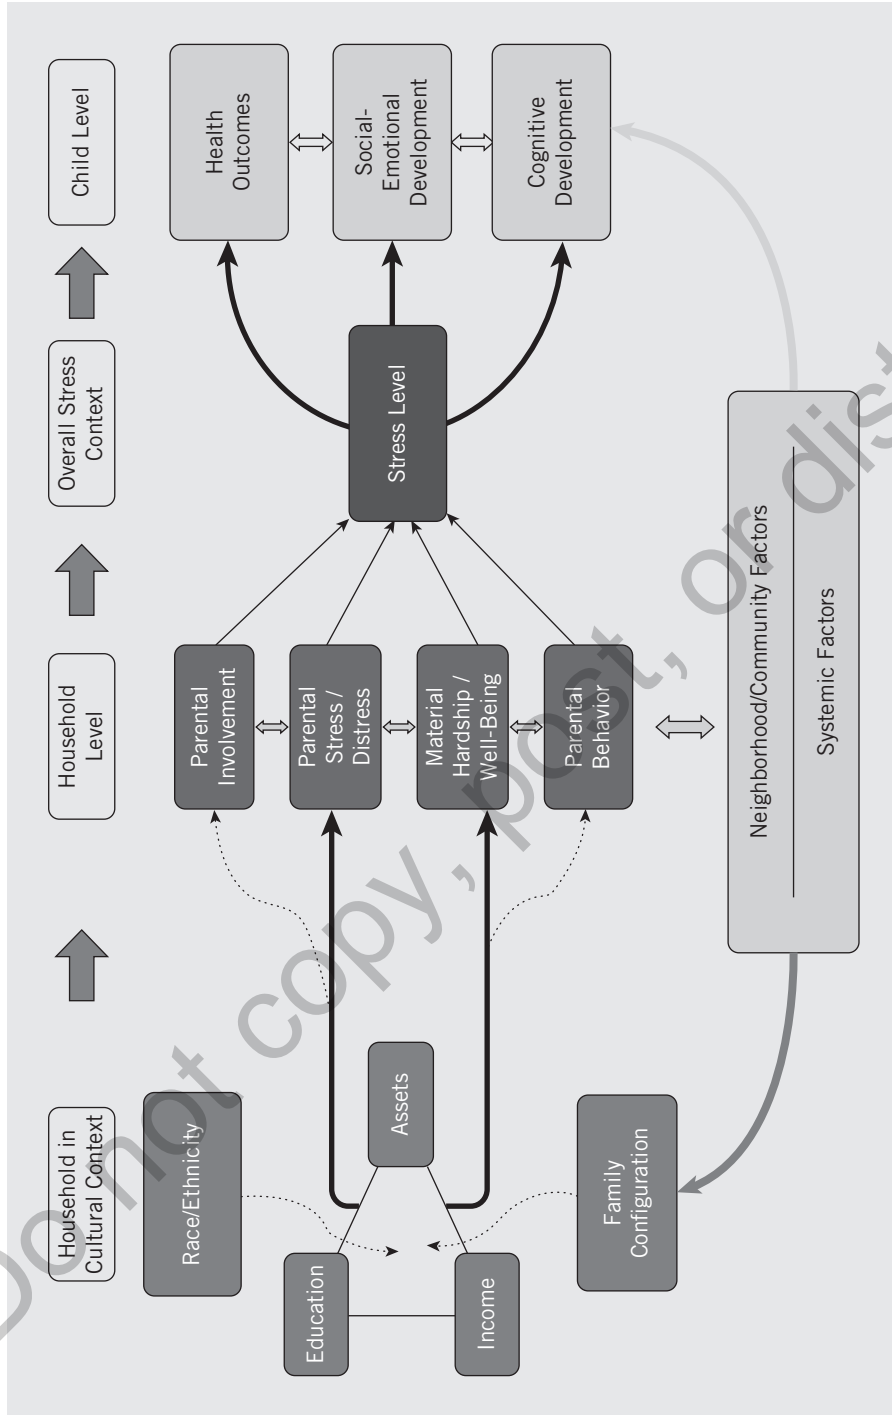 Household in
Cultural Context
Household
Level
Overall Stress
Context
Child Level
Race/Ethnicity
Education
Assets
Income
Family
Configuration
Parental
Involvement
Parental
Stress /
Distress
Material
Hardship /
Well-Being
Parental
Behavior
Stress Level
Health
Outcomes
Social-
Emotional
Development
Cognitive
Development
Neighborhood/Community Factors
Systemic Factors
Do not copy, post, or dist